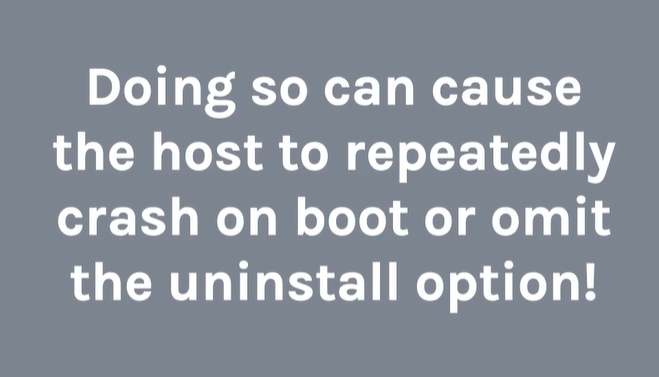 Doing so can cause
the host to repeatedly
crash on boot or omit
the uninstall option!